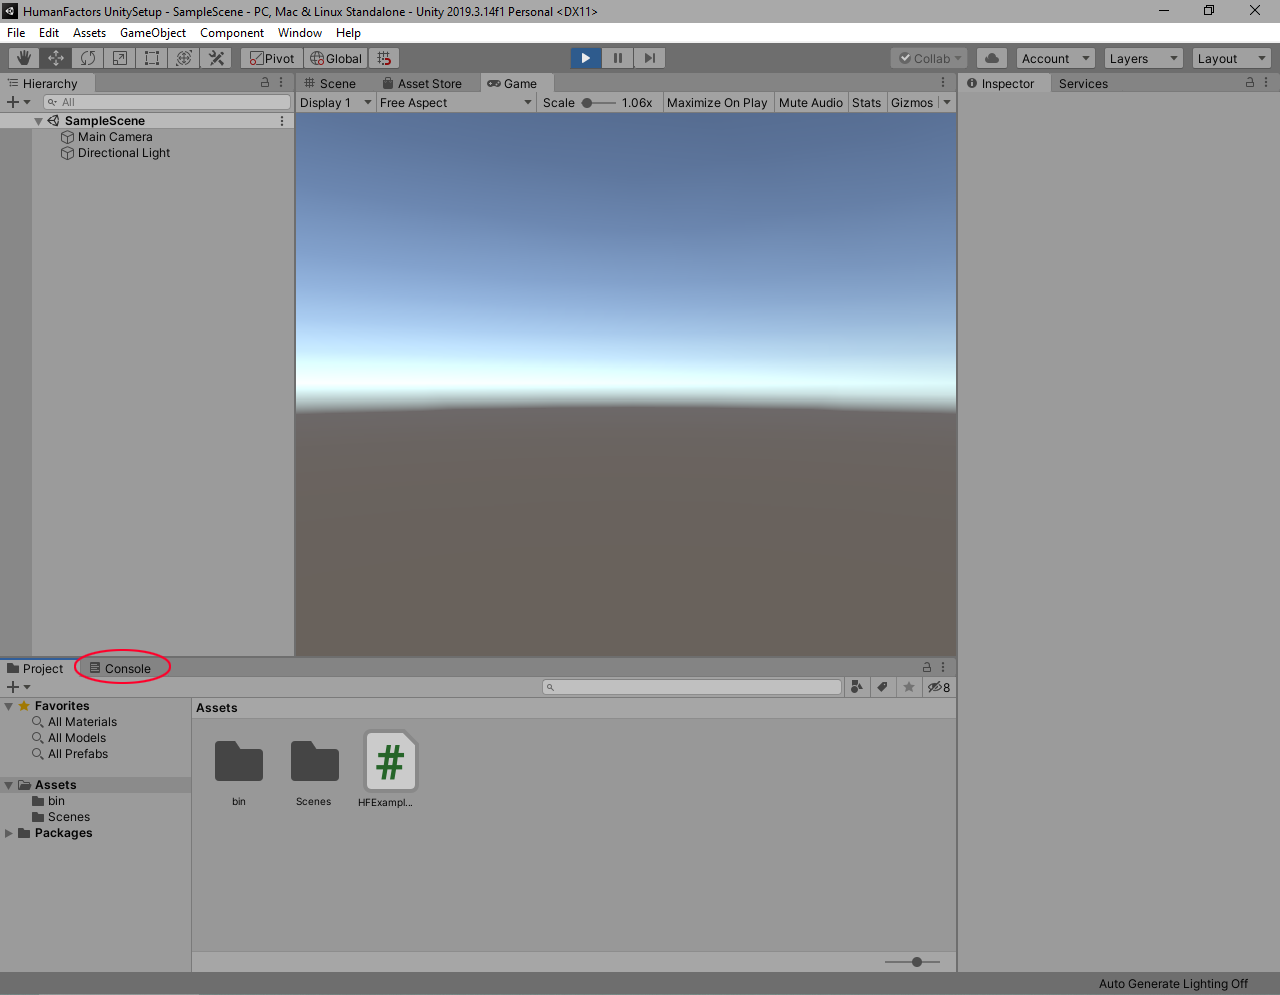 HumanFactors UnitySetup - SampleScene - PC, Mac & Linux Standalone - Unity 2019.3.14f1 Personal <DX11>
File Edit Assets GameObject Component Window Help
Pivot Global Collab Account Layers Layout
Hierarchy
All
SampleScene
Main Camera
Directional Light
Scene Asset Store Game
Display 1 Free Aspect Scale 1.06x Maximize On Play Mute Audio Stats Gizmos
Inspector Services
Project Console
8
Favorites
All Materials
All Models
All Prefabs
Assets
bin
Scenes
Packages
Assets
bin Scenes HFExampl...
Auto Generate Lighting Off